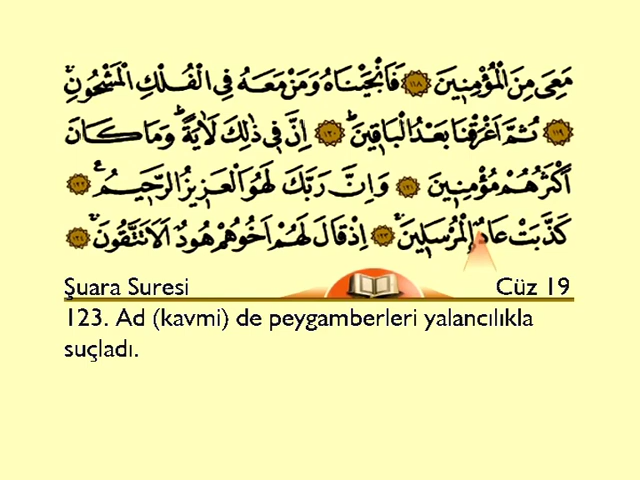 مَعِىَ مِنَ الْمُؤْمِنٖينَ ﴿١١٨﴾ فَاَنْجَيْنَاهُ وَمَنْ مَعَهُ فِى الْفُلْكِ الْمَشْحُونِۚ
﴿١١٩﴾ ثُمَّ اَغْرَقْنَا بَعْدُ الْبَاقٖينَۜ ﴿١٢٠﴾ اِنَّ فٖى ذٰلِكَ لَاٰيَةًۜ وَمَا كَانَ
اَكْثَرُهُمْ مُؤْمِنٖينَ ﴿١٢١﴾ وَاِنَّ رَبَّكَ لَهُوَ الْعَزٖيزُ الرَّحٖيمُ ۟ ﴿١٢٢﴾
كَذَّبَتْ عَادٌۨ الْمُرْسَلٖينَۚ ﴿١٢٣﴾ اِذْ قَالَ لَهُمْ اَخُوهُمْ هُودٌ اَلَا تَتَّقُونَۚ ﴿١٢٤﴾
Şuara Suresi Cüz 19
123. Ad (kavmi) de peygamberleri yalancılıkla
suçladı.